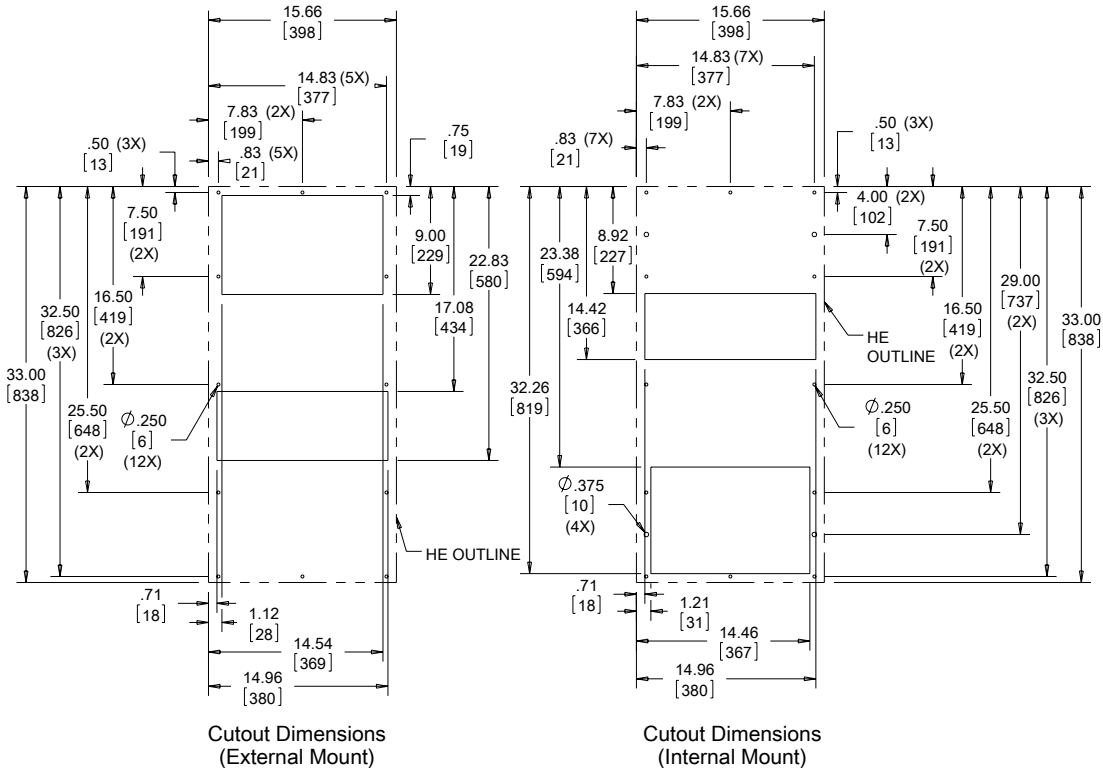 15.66
[398]
14.83 (5X)
[377]
7.83 (2X)
[199]
.50 (3X)
[13]
.83 (5X)
[21]
.75
[19]
7.50
[191]
(2X)
9.00
[229]
22.83
[580]
17.08
[434]
16.50
[419]
(2X)
32.50
[826]
(3X)
33.00
[838]
25.50
[648]
(2X)
Ø.250
[6]
(12X)
HE OUTLINE
.71
[18]
1.12
[28]
14.54
[369]
14.96
[380]
Cutout Dimensions
(External Mount)
15.66
[398]
14.83 (7X)
[377]
7.83 (2X)
[199]
.83 (7X)
[21]
.50 (3X)
[13]
4.00 (2X)
[102]
7.50
[191]
(2X)
8.92
[227]
23.38
[594]
14.42
[366]
29.00
[737]
(2X)
16.50
[419]
(2X)
33.00
[838]
HE
OUTLINE
32.26
[819]
32.50
[826]
(3X)
Ø.250
[6]
(12X)
25.50
[648]
(2X)
Ø.375
[10]
(4X)
.71
[18]
1.21
[31]
14.46
[367]
14.96
[380]
Cutout Dimensions
(Internal Mount)